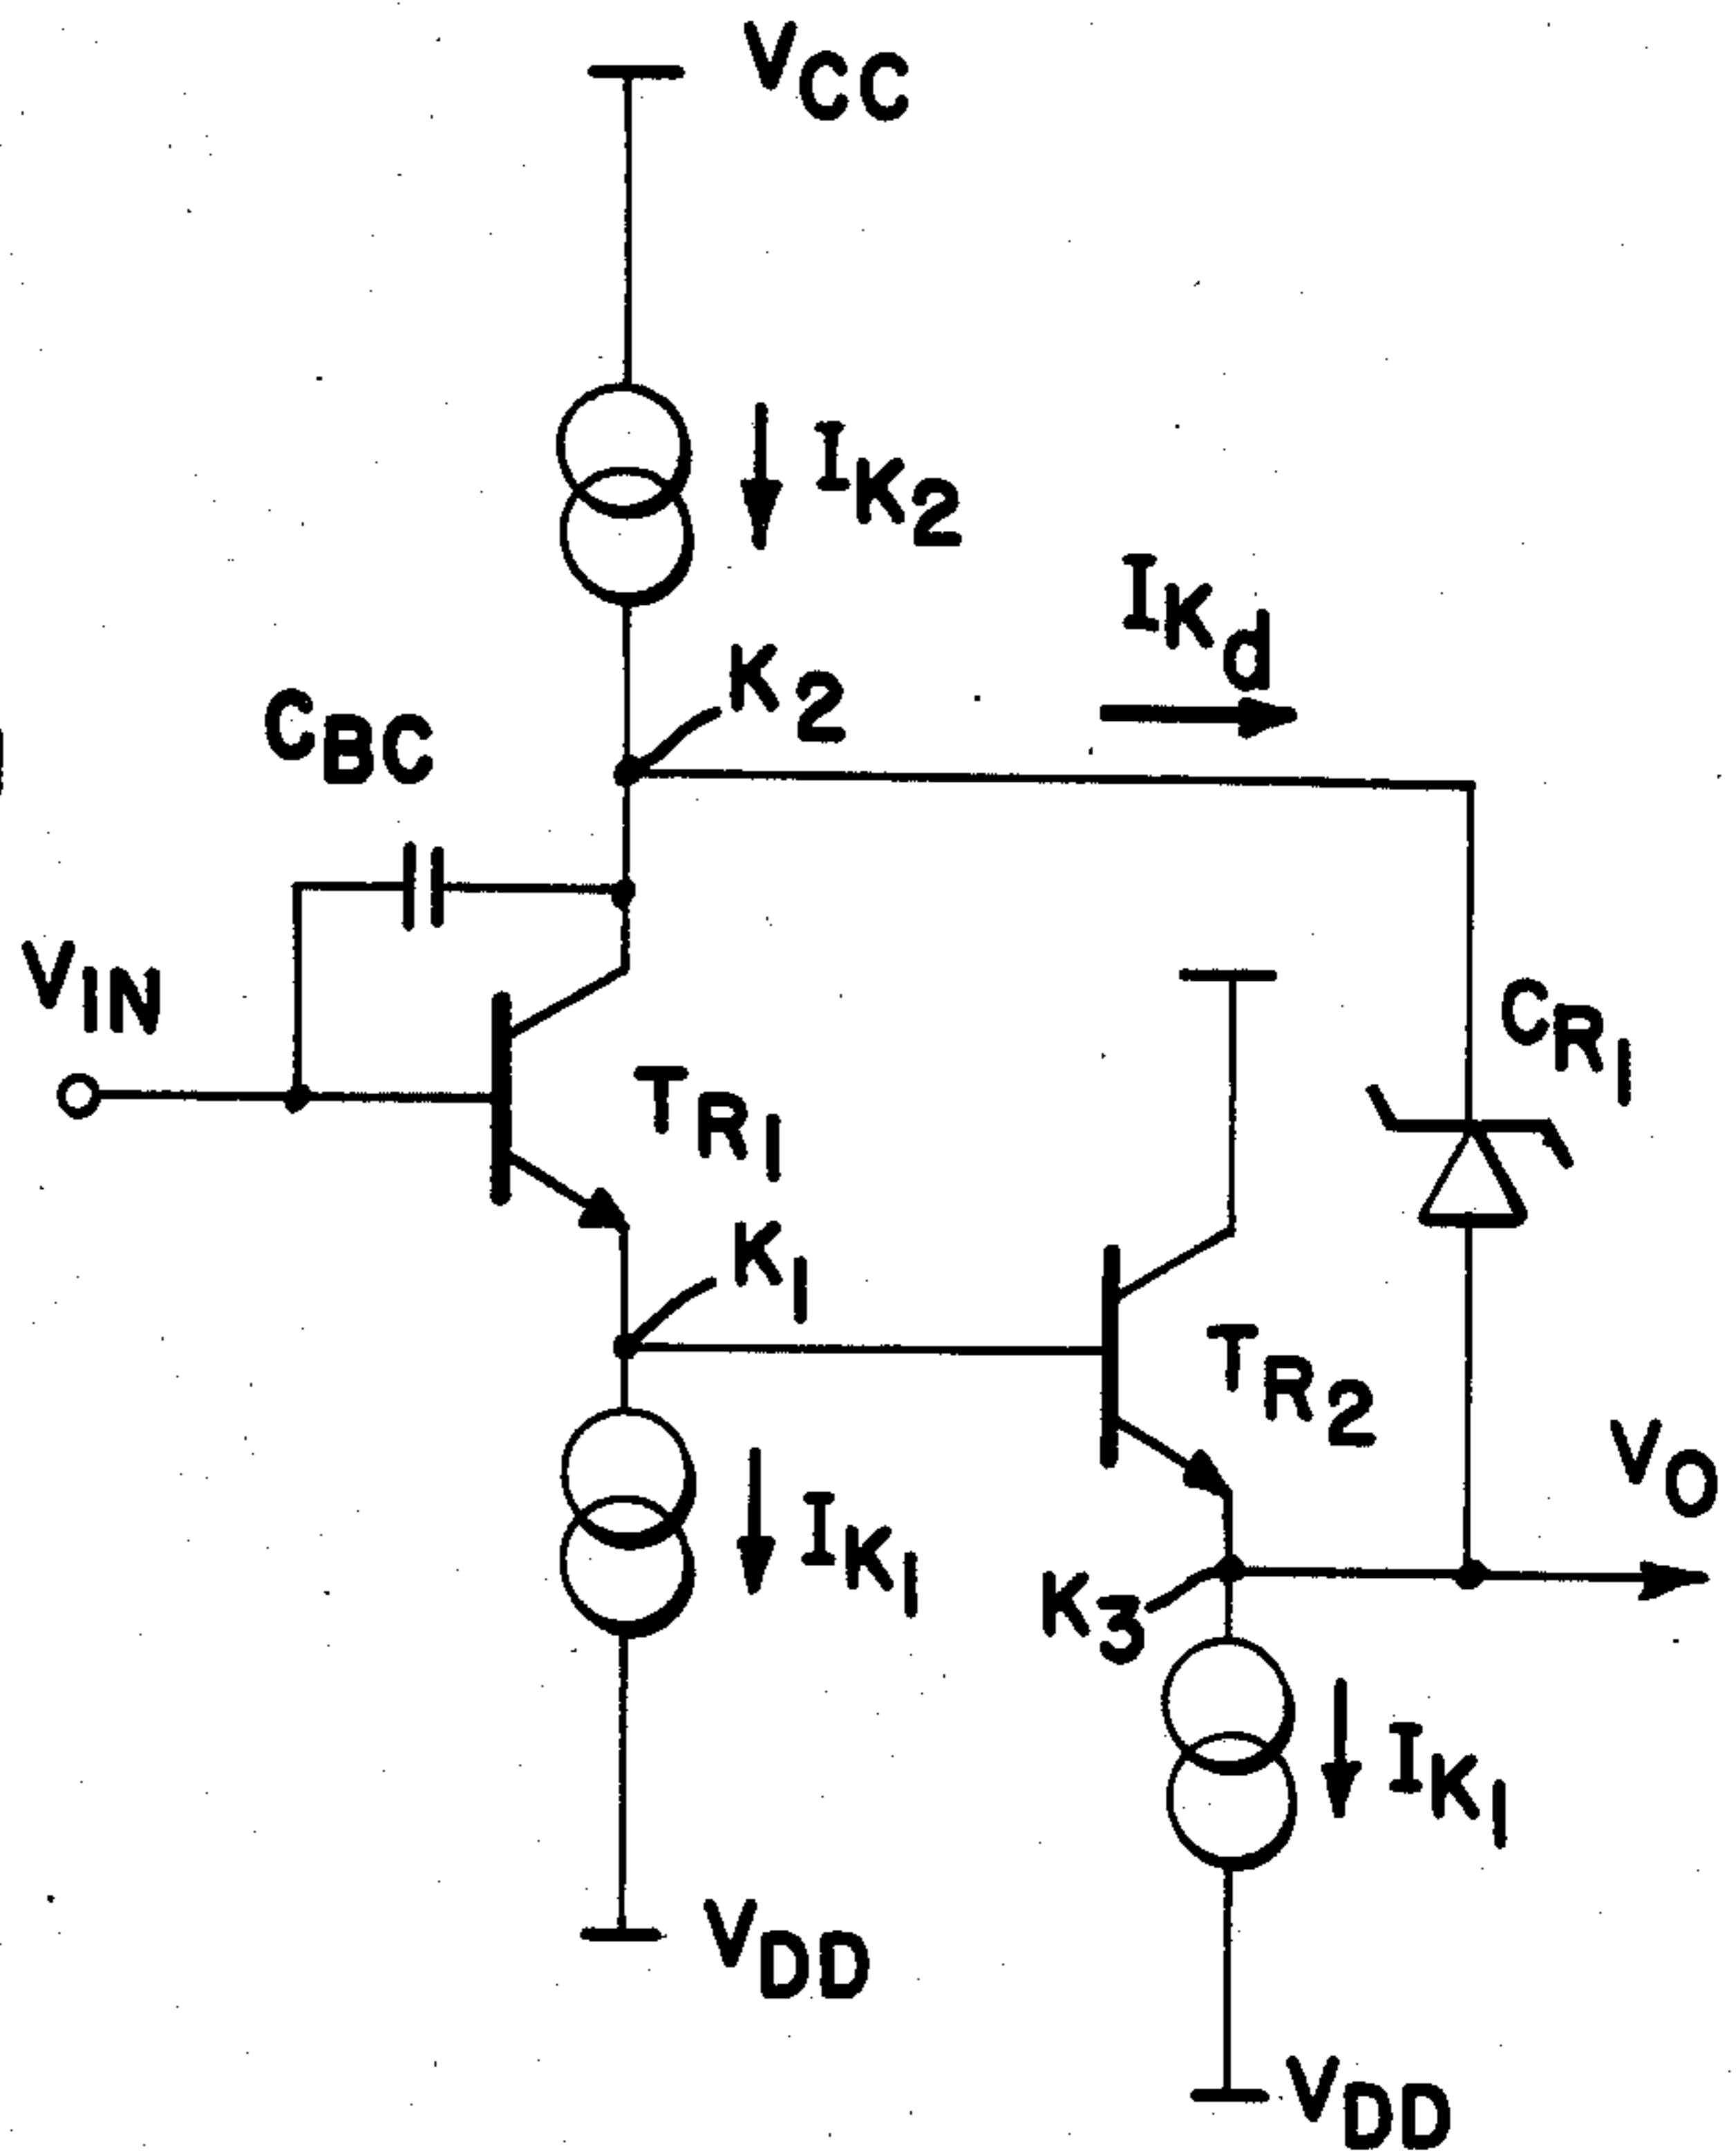 VCC
IK2
IKd
K2
CBC
VIN
CR1
TR1
K1
TR2
VO
IK1
K3
IK1
VDD
VDD